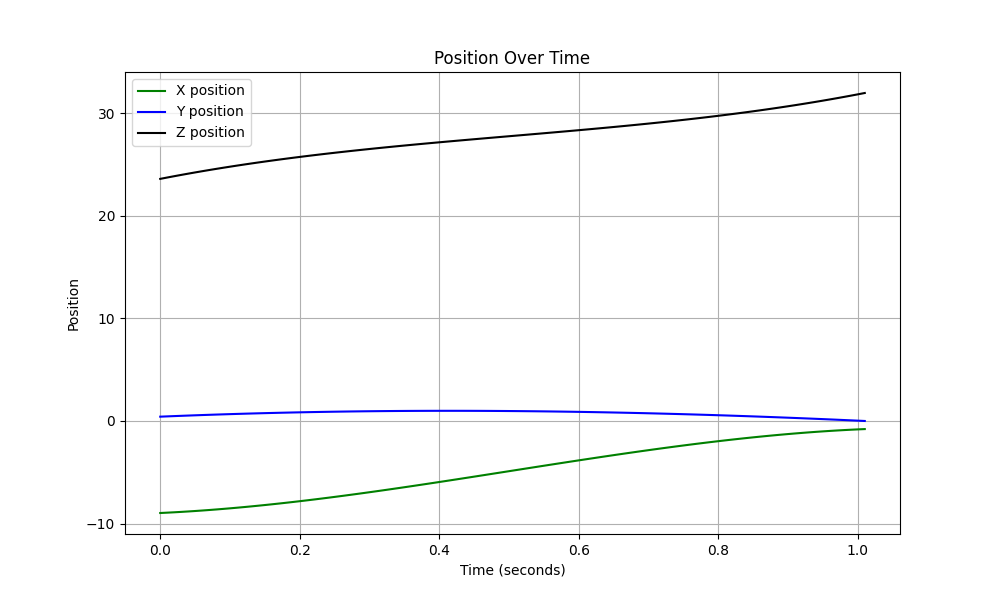 Position Over Time
X position
Y position
Z position
Position
30
20
10
0
−10
0.0 0.2 0.4 0.6 0.8 1.0
Time (seconds)